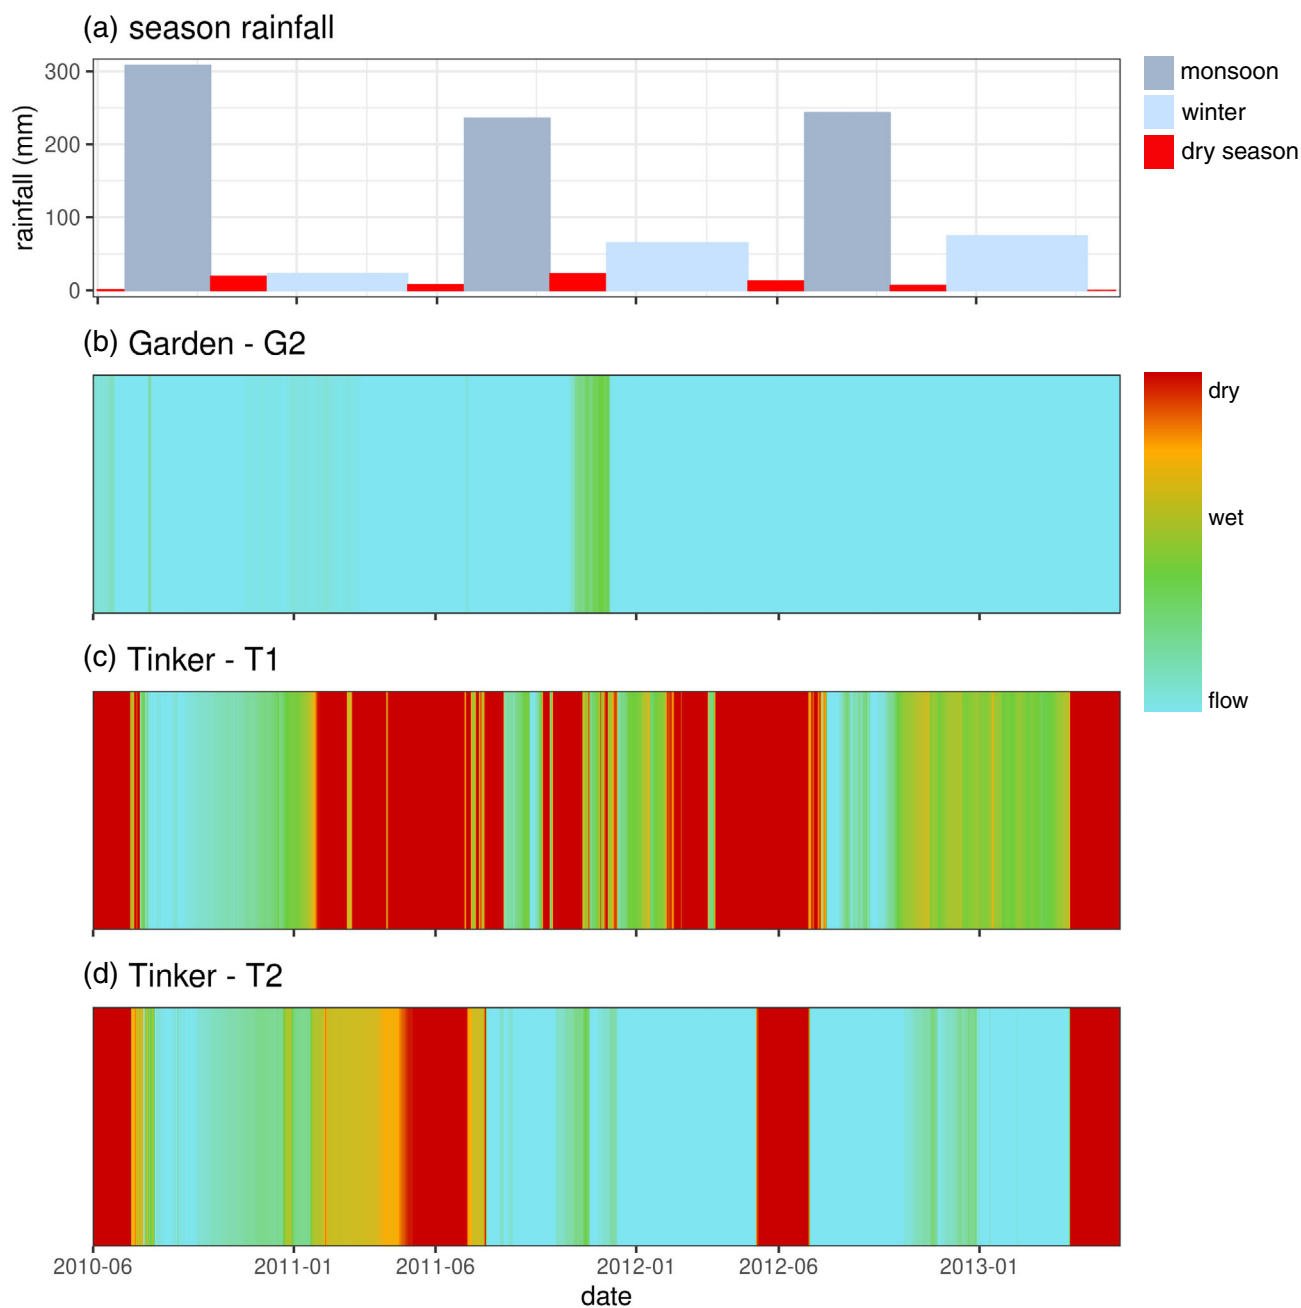 (a) season rainfall
rainfall (mm)
300
200
100
0
monsoon
winter
dry season
(b) Garden - G2
dry
wet
flow
(c) Tinker - T1
(d) Tinker - T2
2010-06 2011-01 2011-06 2012-01 2012-06 2013-01
date